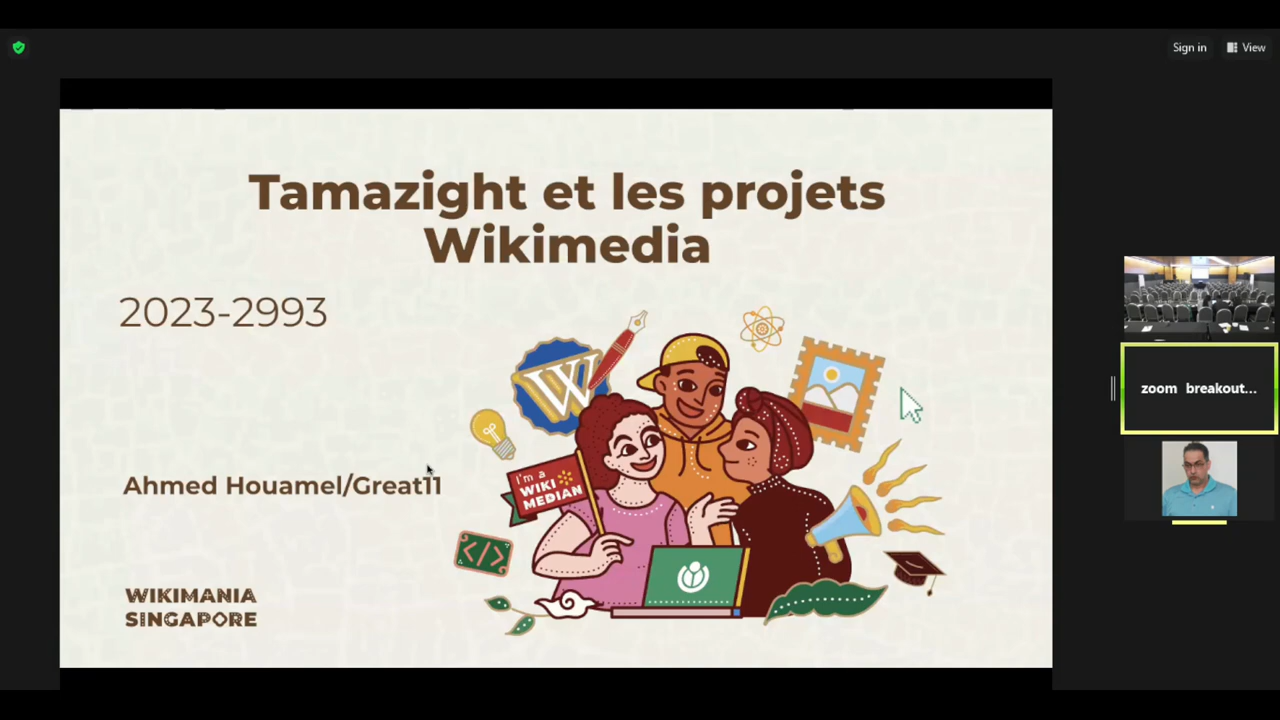 Sign in
View
Tamazight et les projets
Wikimedia
2023-2993
W
I'm a
WIKI
MEDIAN
Ahmed Houamel/Great11
</>
WIKIMANIA
SINGAPORE
zoom breakout...